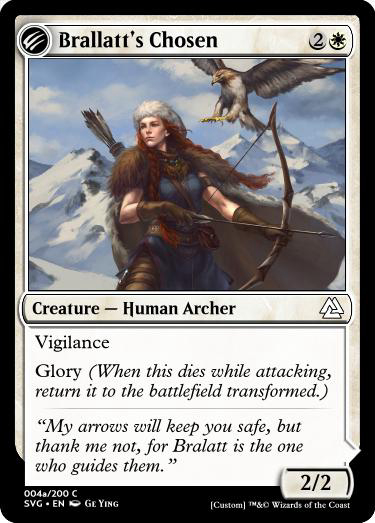 Brallatt's Chosen 2
Creature — Human Archer
Vigilance
Glory (When this dies while attacking,
return it to the battlefield transformed.)
“My arrows will keep you safe, but
thank me not, for Bralatt is the one
who guides them.”
2/2
004a/200 C
SVG • EN Ge Ying
[Custom] ™&© Wizards of the Coast